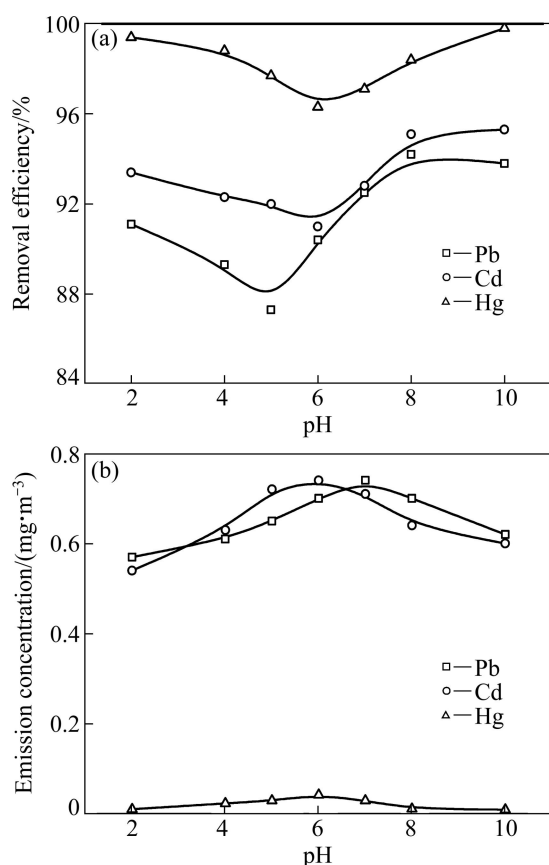 100
(a)
96
92
88
84
Removal efficiency/%
Pb
Cd
Hg
2 4 6 8 10
pH
0.8
(b)
0.6
0.4
0.2
0
Emission concentration/(mg·m⁻³)
Pb
Cd
Hg
2 4 6 8 10
pH